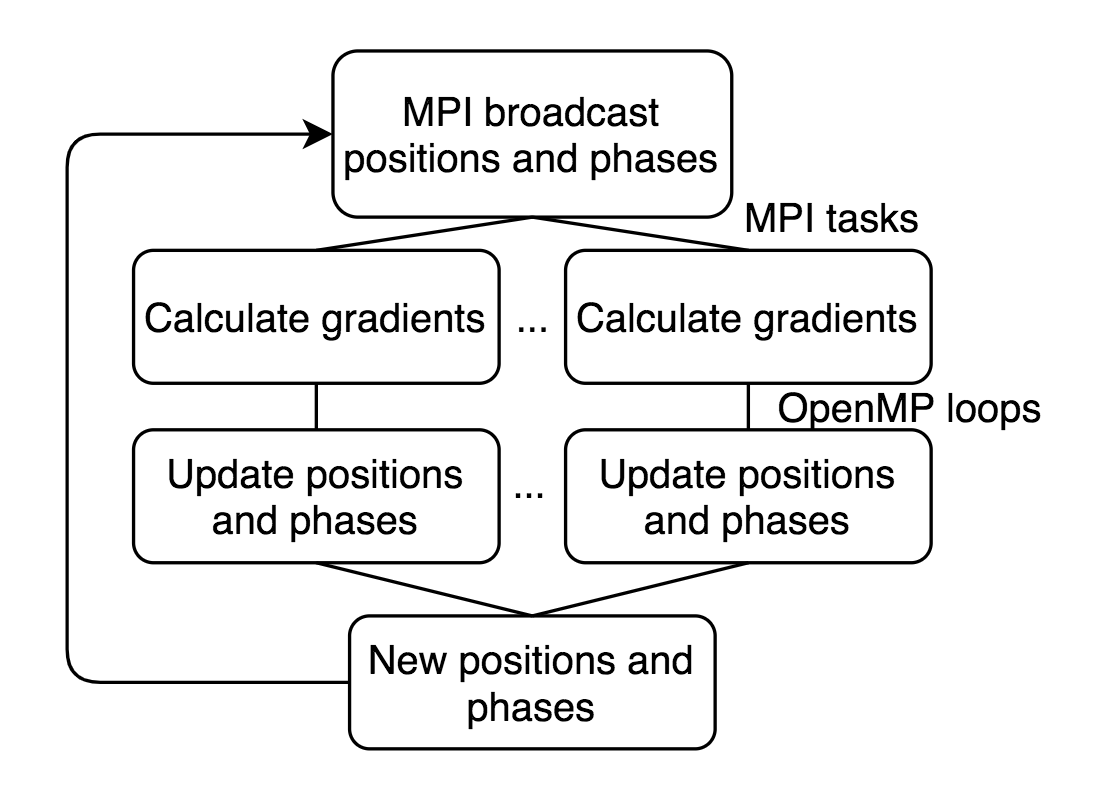 MPI broadcast
positions and phases
MPI tasks
Calculate gradients
...
Calculate gradients
OpenMP loops
Update positions
and phases
...
Update positions
and phases
New positions and
phases